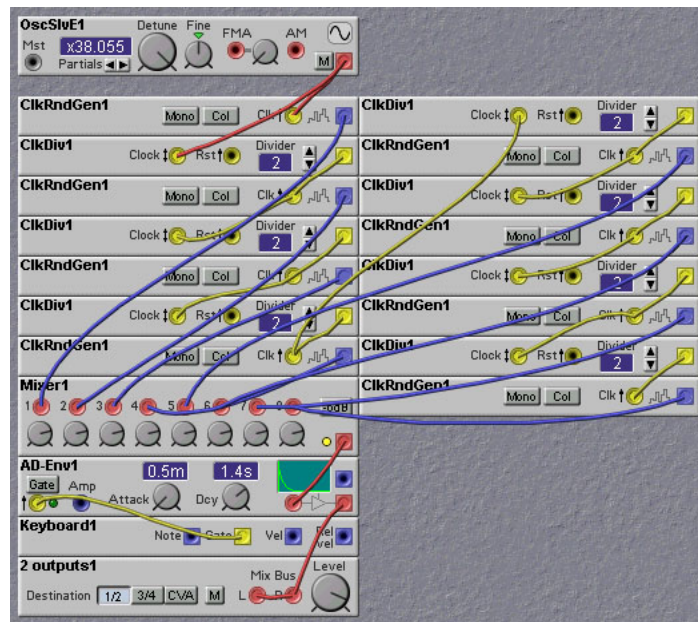 OscSlvE1
Detune Fine FMA AM
Mst x38.055
Partials M
ClkRndGen1 Mono Col Clk
ClkDiv1 Clock Rst Divider 2
ClkRndGen1 Mono Col Clk
ClkDiv1 Clock Rst Divider 2
ClkRndGen1 Mono Col Clk
ClkDiv1 Clock Rst Divider 2
ClkRndGen1 Mono Col Clk
ClkDiv1 Clock Rst Divider 2
ClkRndGen1 Mono Col Clk
ClkDiv1 Clock Rst Divider 2
ClkRndGen1 Mono Col Clk
ClkDiv1 Clock Rst Divider 2
ClkRndGen1 Mono Col Clk
ClkDiv1 Clock Rst Divider 2
ClkRndGen1 Mono Col Clk
Mixer1
1 2 3 4 5 6 7 8 -6dB
AD-Env1 0.5m 1.4s
Gate Amp
Attack Dcy
Keyboard1
Note Gate Vel Rel vel
2 outputs1
Mix Bus Level
Destination 1/2 3/4 CVA M L R